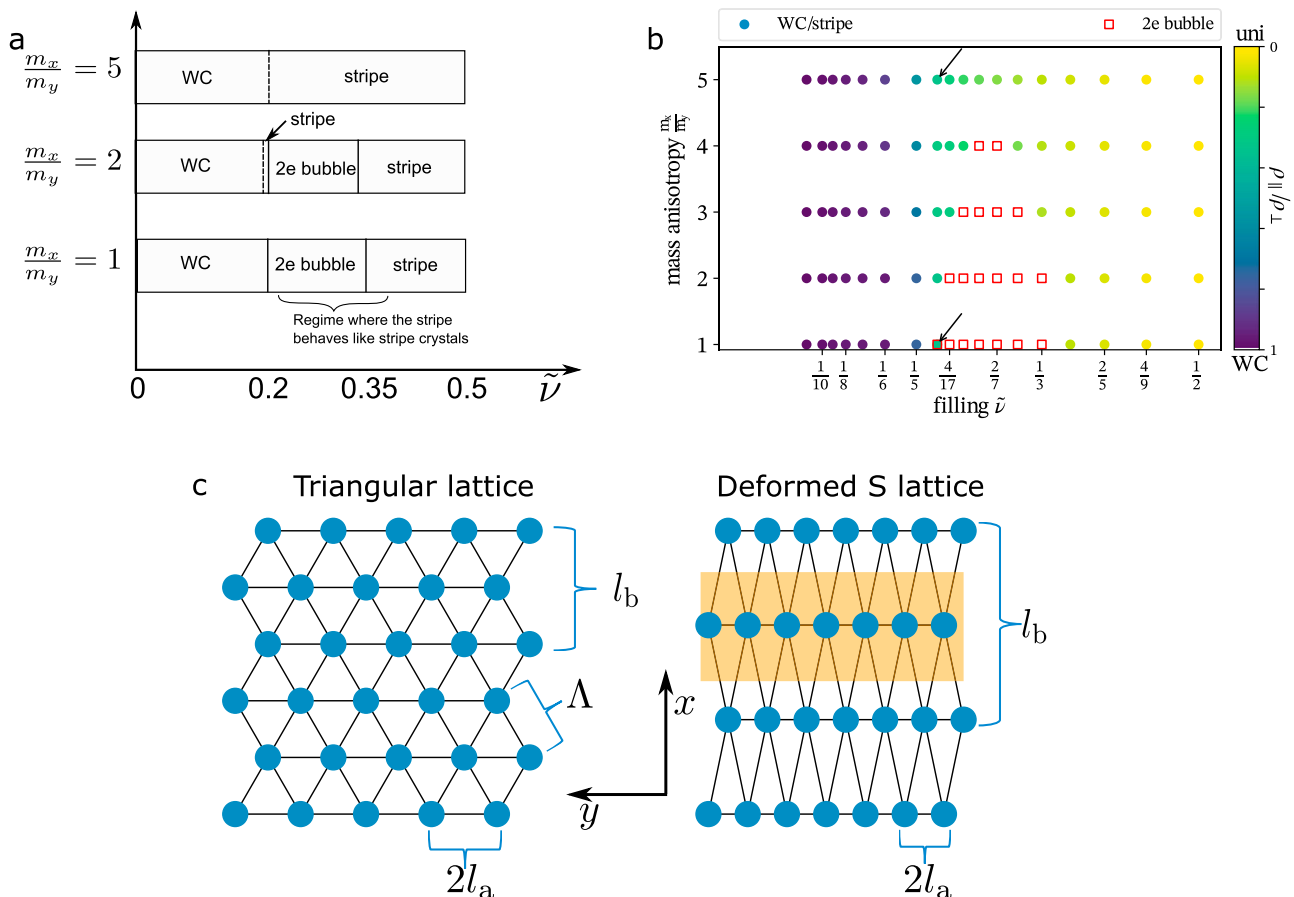 a
m_x/m_y = 5
WC
stripe
stripe
m_x/m_y = 2
WC
2e bubble
stripe
m_x/m_y = 1
WC
2e bubble
stripe
Regime where the stripe
behaves like stripe crystals
0 0.2 0.35 0.5 ν̃
b
WC/stripe 2e bubble
uni
0
5
4
3
2
1
mass anisotropy m_x/m_y
1/10 1/8 1/6 1/5 4/17 2/7 1/3 2/5 4/9 1/2
filling ν̃
ρ∥/ρ⊥
1
WC
c
Triangular lattice
Deformed S lattice
l_b
Λ
x
y
2l_a
l_b
2l_a